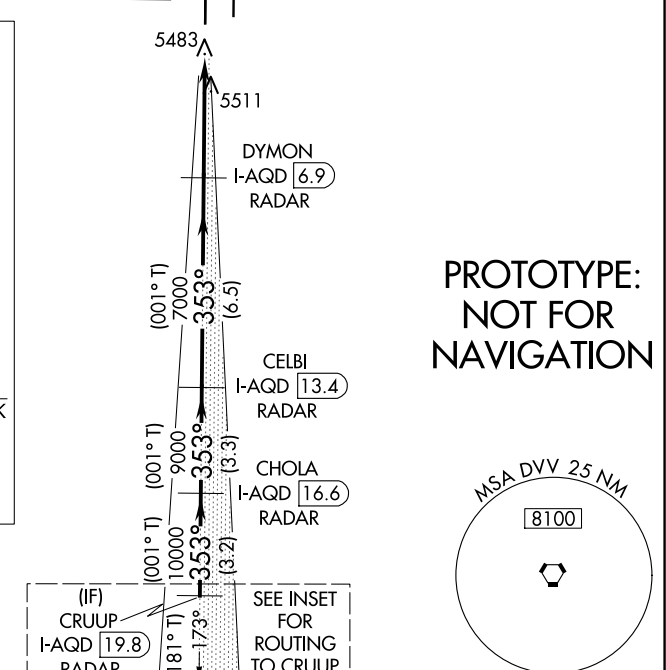 5483
5511
DYMON
I-AQD 6.9
RADAR
(001° T)
7000
353°
(6.5)
PROTOTYPE:
NOT FOR
NAVIGATION
CELBI
I-AQD 13.4
RADAR
K
(001° T)
9000
353°
(3.3)
CHOLA
I-AQD 16.6
RADAR
MSA DVV 25 NM
8100
(001° T)
10000
353°
(3.2)
(IF)
CRUUP
I-AQD 19.8
RADAR
181° T)
173°
SEE INSET
FOR
ROUTING
TO CRUUP